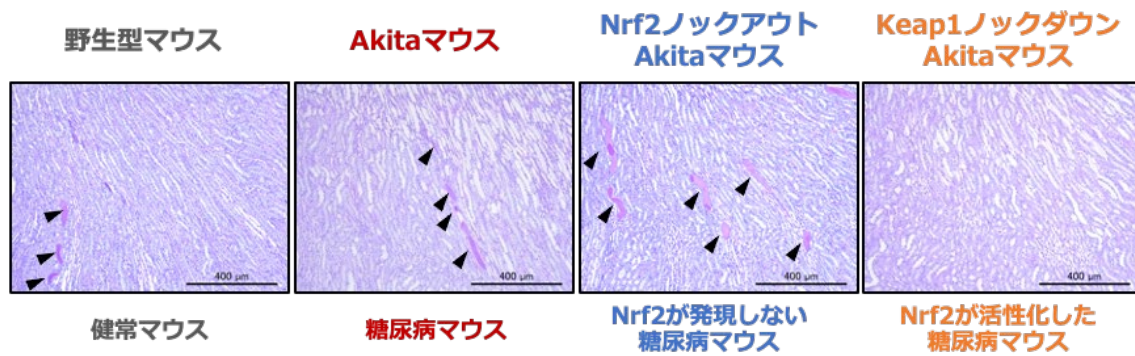 野生型マウス
Akitaマウス
Nrf2ノックアウト
Akitaマウス
Keap1ノックダウン
Akitaマウス
400 μm
400 μm
400 μm
400 μm
健常マウス
糖尿病マウス
Nrf2が発現しない
糖尿病マウス
Nrf2が活性化した
糖尿病マウス